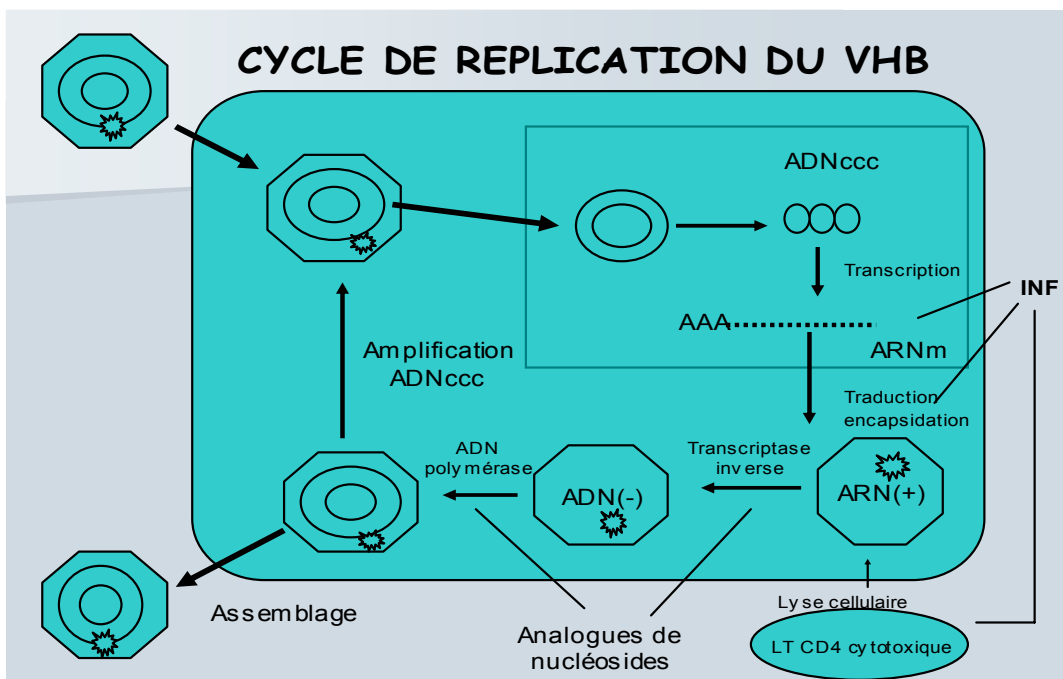 CYCLE DE REPLICATION DU VHB
ADNccc
Transcription
INF
AAA
ARNm
Amplification
ADNccc
Traduction
encapsidation
ADN
polymérase
Transcriptase
inverse
ADN(-)
ARN(+)
Assemblage
Lyse cellulaire
Analogues de
nucléosides
LT CD4 cytotoxique